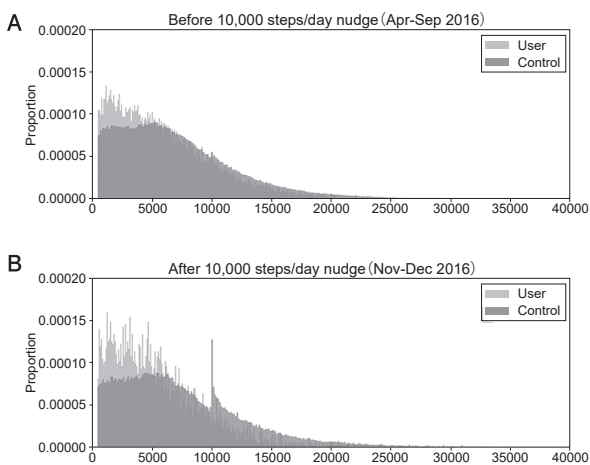 A
Before 10,000 steps/day nudge (Apr-Sep 2016)
0.00020
0.00015
0.00010
0.00005
0.00000
Proportion
User
Control
0 5000 10000 15000 20000 25000 30000 35000 40000
B
After 10,000 steps/day nudge (Nov-Dec 2016)
0.00020
0.00015
0.00010
0.00005
0.00000
Proportion
User
Control
0 5000 10000 15000 20000 25000 30000 35000 40000